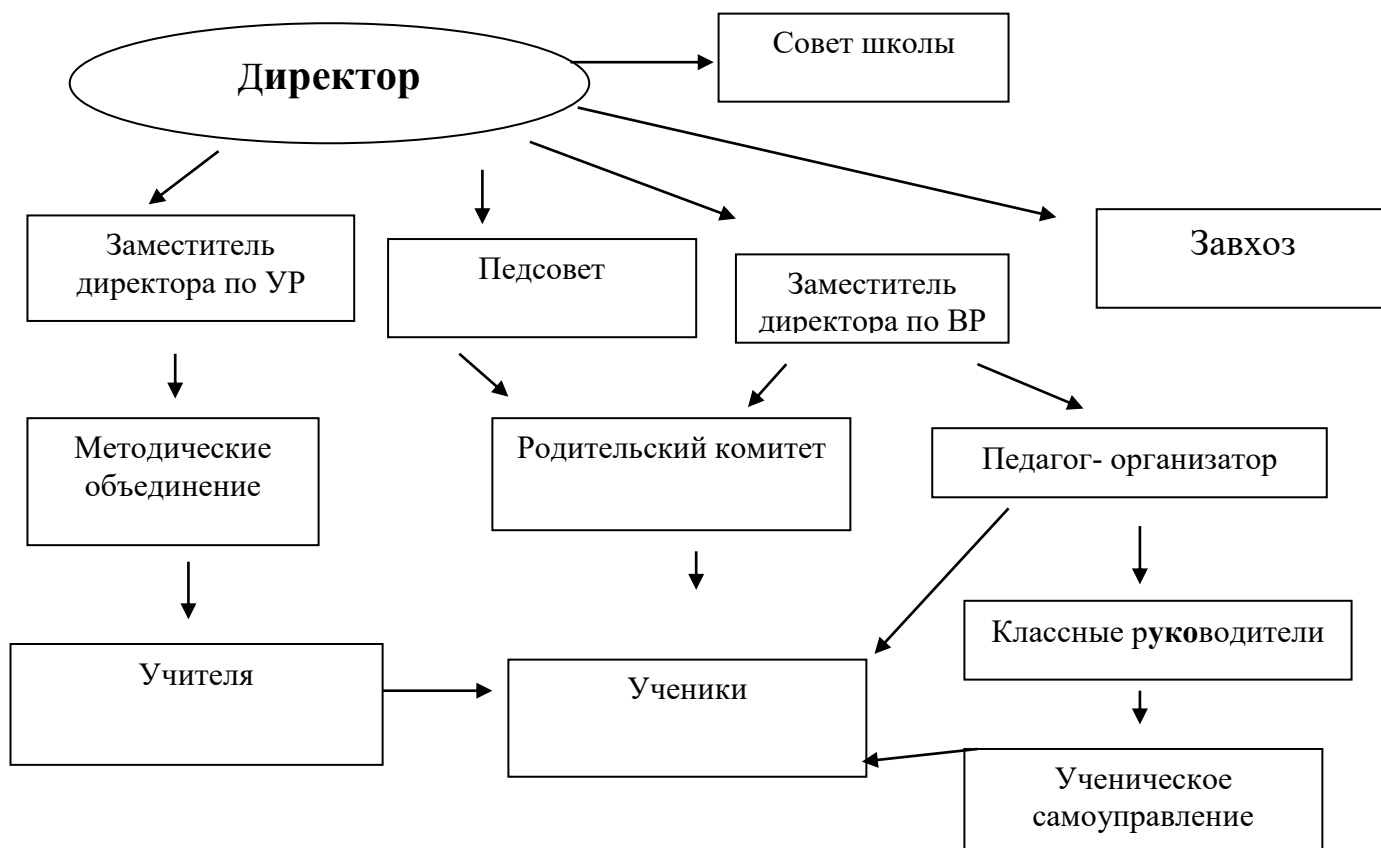 Совет школы
Директор
Заместитель
директора по УР
Педсовет
Заместитель
директора по ВР
Завхоз
Методические
объединение
Родительский комитет
Педагог- организатор
Классные руководители
Учителя
Ученики
Ученическое
самоуправление